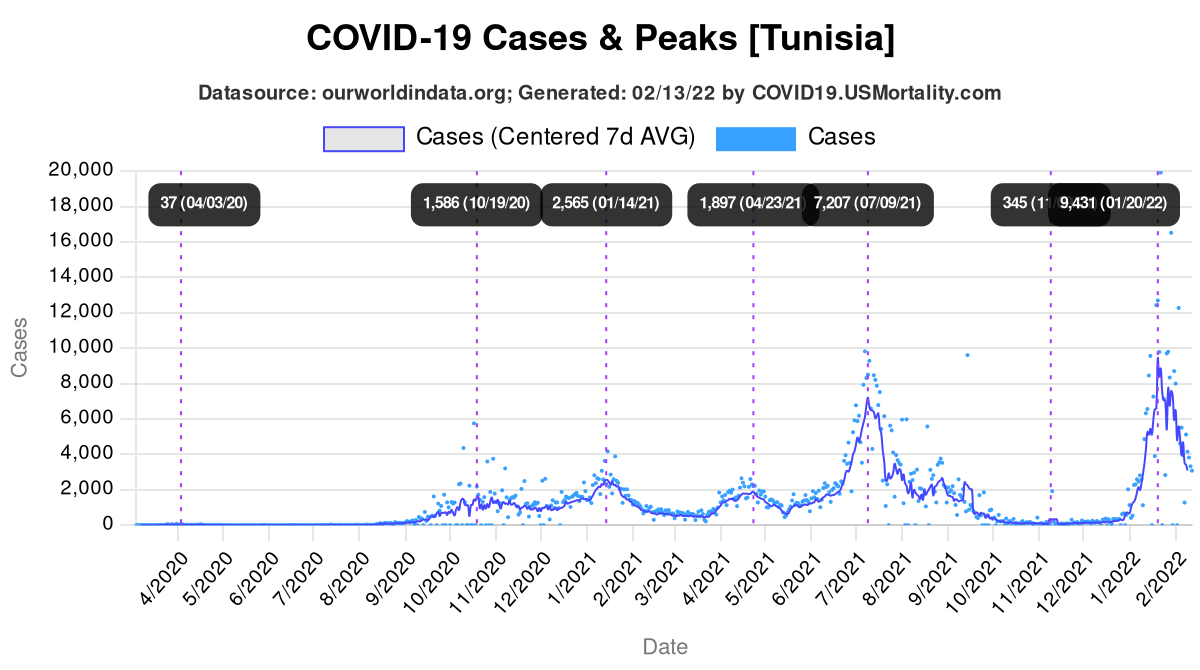 COVID-19 Cases & Peaks [Tunisia]
Datasource: ourworldindata.org; Generated: 02/13/22 by COVID19.USMortality.com
Cases (Centered 7d AVG) Cases
20,000
37 (04/03/20) 1,586 (10/19/20) 2,565 (01/14/21) 1,897 (04/23/21) 7,207 (07/09/21) 345 (11/ 9,431 (01/20/22)
18,000
16,000
14,000
12,000
10,000
8,000
6,000
4,000
2,000
0
Cases
4/2020 5/2020 6/2020 7/2020 8/2020 9/2020 10/2020 11/2020 12/2020 1/2021 2/2021 3/2021 4/2021 5/2021 6/2021 7/2021 8/2021 9/2021 10/2021 11/2021 12/2021 1/2022 2/2022
Date